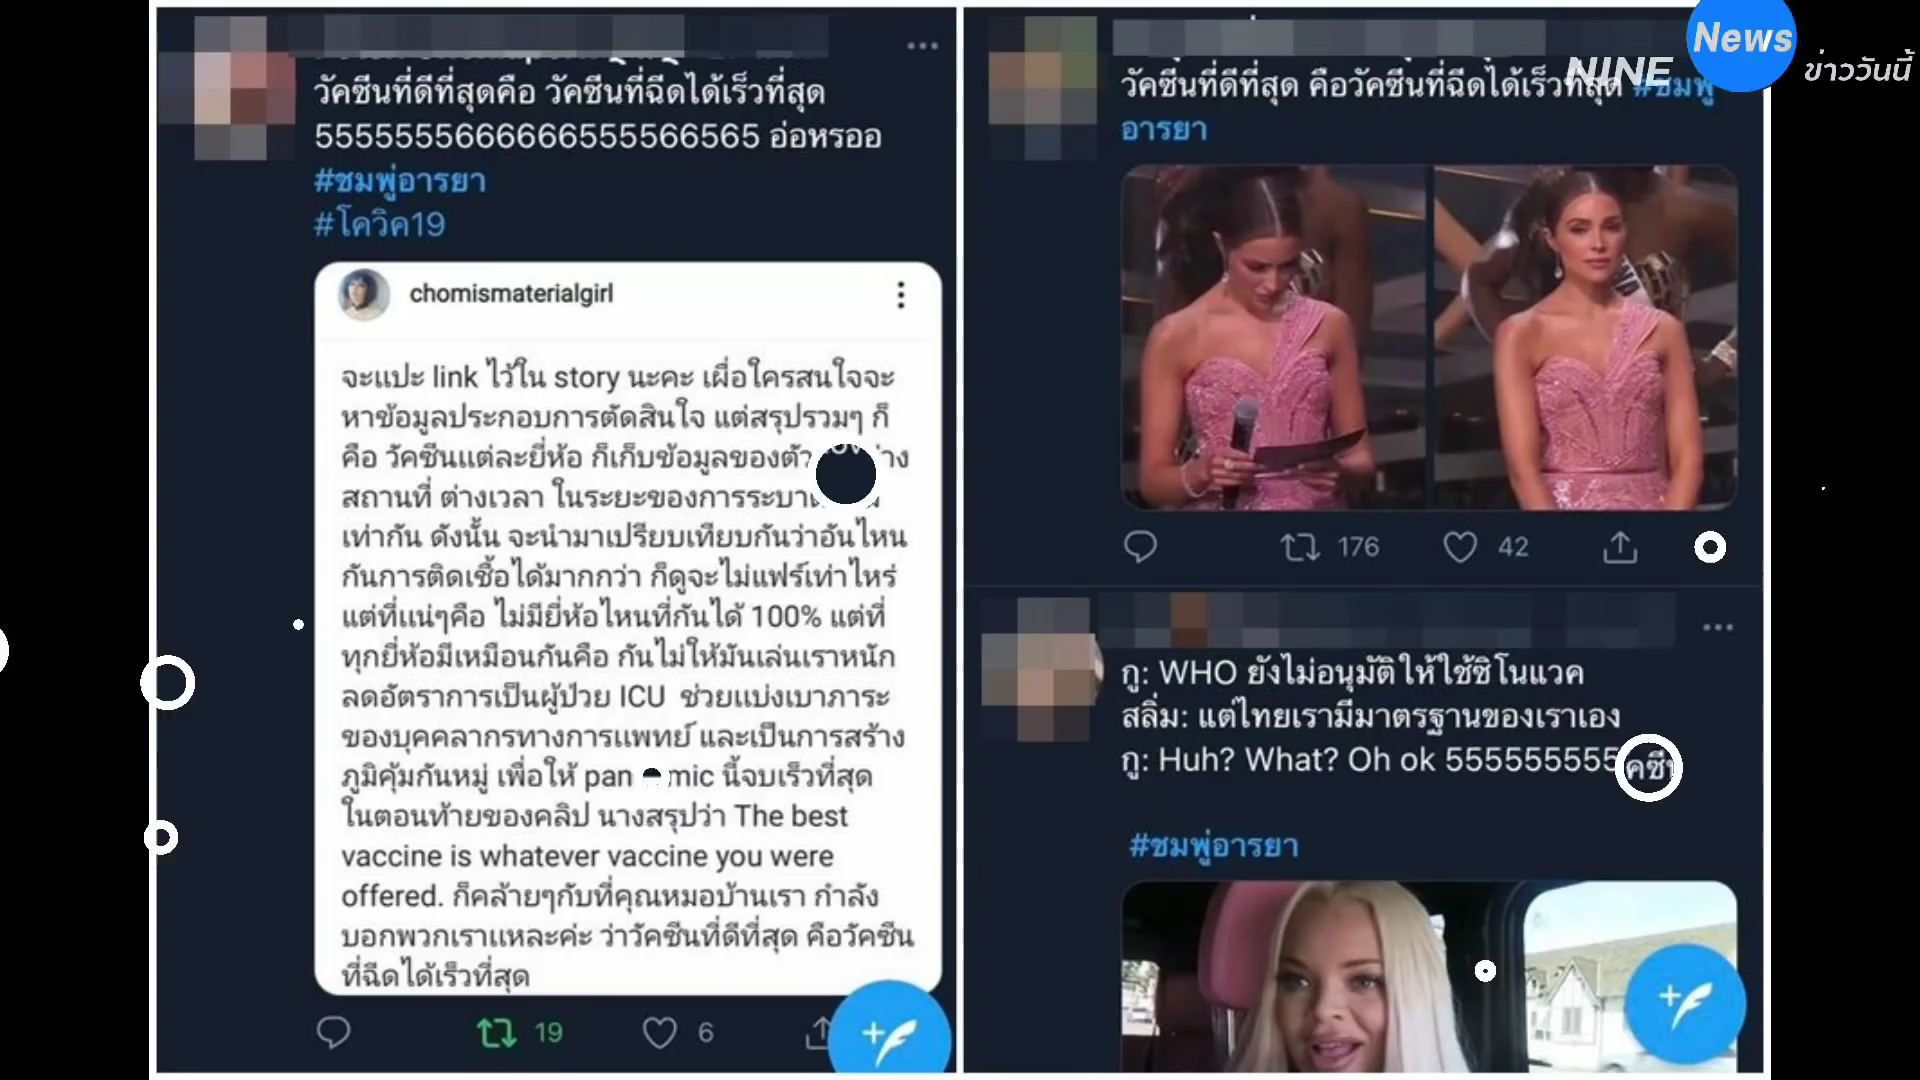 วัคซีนที่ดีที่สุดคือ วัคซีนที่ฉีดได้เร็วที่สุด
5555555666666555566565 อ่อหรออ
#ชมพู่อารยา
#โควิค19
chomismaterialgirl
จะแปะ link ไว้ใน story นะคะ เผื่อใครสนใจจะ
หาข้อมูลประกอบการตัดสินใจ แต่สรุปรวมๆ ก็
คือ วัคซีนแต่ละยี่ห้อ ก็เก็บข้อมูลของ
สถานที่ ต่างเวลา ในระยะของการ
เท่ากัน ดังนั้น จะนำมาเปรียบเทียบกันว่าอันไหน
กันการติดเชื้อได้มากกว่า ก็ดูจะไม่แฟร์เท่าไหร่
แต่ที่แน่ๆคือ ไม่มียี่ห้อไหนที่กันได้ 100% แต่ที่
ทุกยี่ห้อมีเหมือนกันคือ กันไม่ให้มันเล่นเราหนัก
ลดอัตราการเป็นผู้ป่วย ICU ช่วยแบ่งเบาภาระ
ของบุคคลากรทางการแพทย์ และเป็นการสร้าง
ภูมิคุ้มกันหมู่ เพื่อให้ นี้จบเร็วที่สุด
ในตอนท้ายของคลิป นางสรุปว่า The best
vaccine is whatever vaccine you were
offered. ก็คล้ายๆกับที่คุณหมอบ้านเรา กำลัง
บอกพวกเราแหละค่ะ ว่าวัคซีนที่ดีที่สุด คือวัคซีน
ที่ฉีดได้เร็วที่สุด
19 6
NINE News ข่าววันนี้
วัคซีนที่ดีที่สุด คือวัคซีนที่ฉีดได้เร็วที่สุด #ชมพู่
อารยา
176 42
กู: WHO ยังไม่อนุมัติให้ใช้ซิโนแวค
สลิ่ม: แต่ไทยเรามีมาตรฐานของเราเอง
กู: Huh? What? Oh ok 555555555
#ชมพู่อารยา